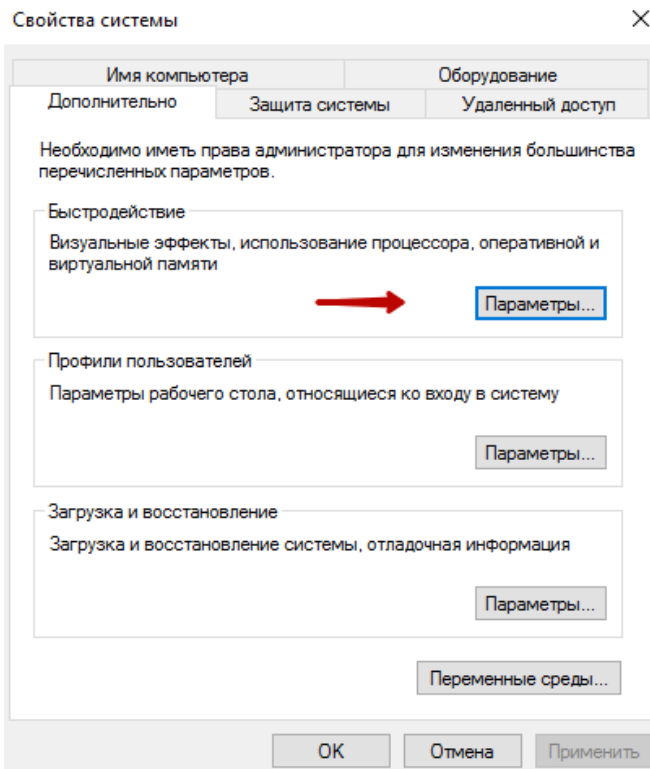 Свойства системы
Имя компьютера
Оборудование
Дополнительно
Защита системы
Удаленный доступ
Необходимо иметь права администратора для изменения большинства
перечисленных параметров.
Быстродействие
Визуальные эффекты, использование процессора, оперативной и
виртуальной памяти
Параметры...
Профили пользователей
Параметры рабочего стола, относящиеся ко входу в систему
Параметры...
Загрузка и восстановление
Загрузка и восстановление системы, отладочная информация
Параметры...
Переменные среды...
OK
Отмена
Применить